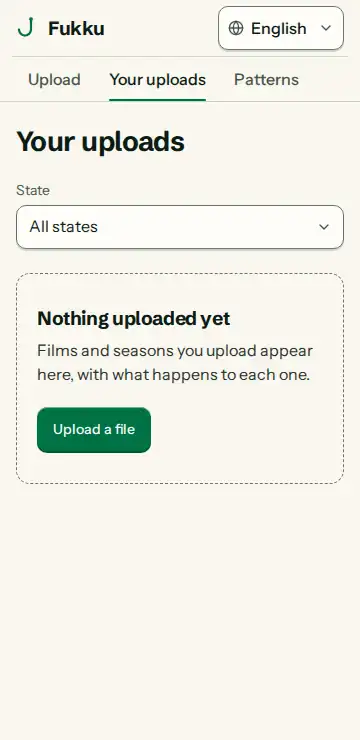 Fukku
English
Upload
Your uploads
Patterns
Your uploads
State
All states
Nothing uploaded yet
Films and seasons you upload appear
here, with what happens to each one.
Upload a file